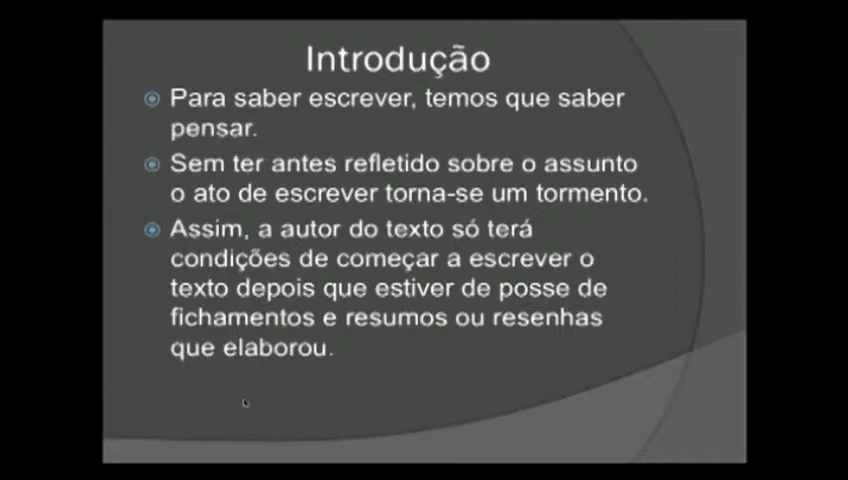 Introdução
Para saber escrever, temos que saber
pensar.
Sem ter antes refletido sobre o assunto
o ato de escrever torna-se um tormento.
Assim, a autor do texto só terá
condições de começar a escrever o
texto depois que estiver de posse de
fichamentos e resumos ou resenhas
que elaborou.